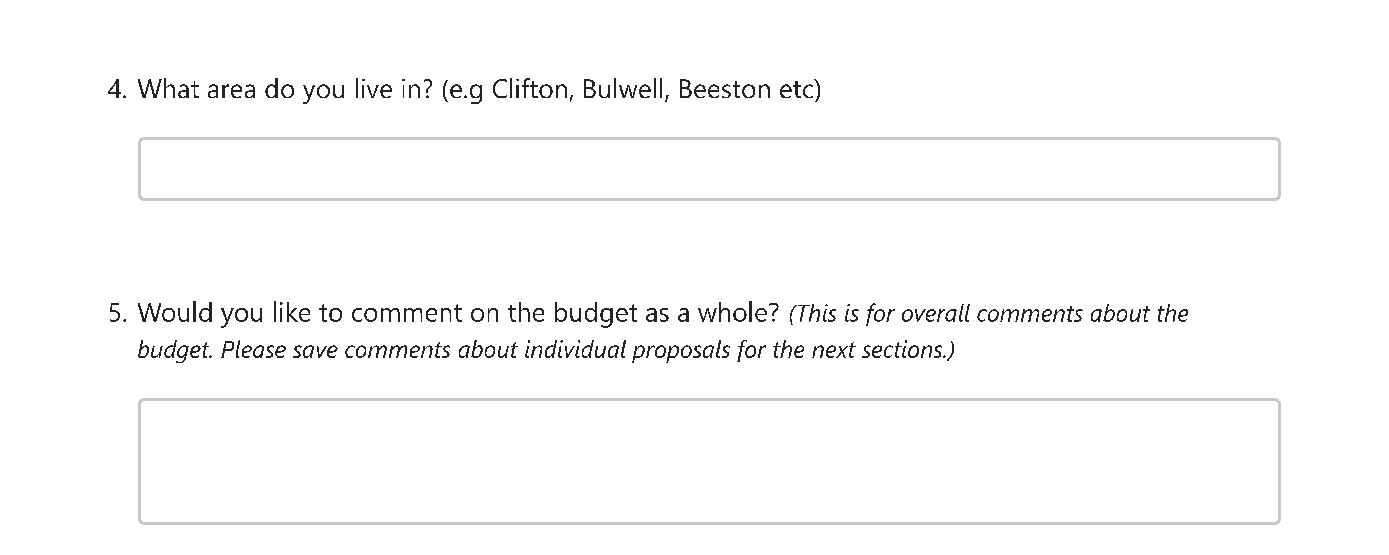 4. What area do you live in? (e.g Clifton, Bulwell, Beeston etc)
5. Would you like to comment on the budget as a whole? (This is for overall comments about the
budget. Please save comments about individual proposals for the next sections.)